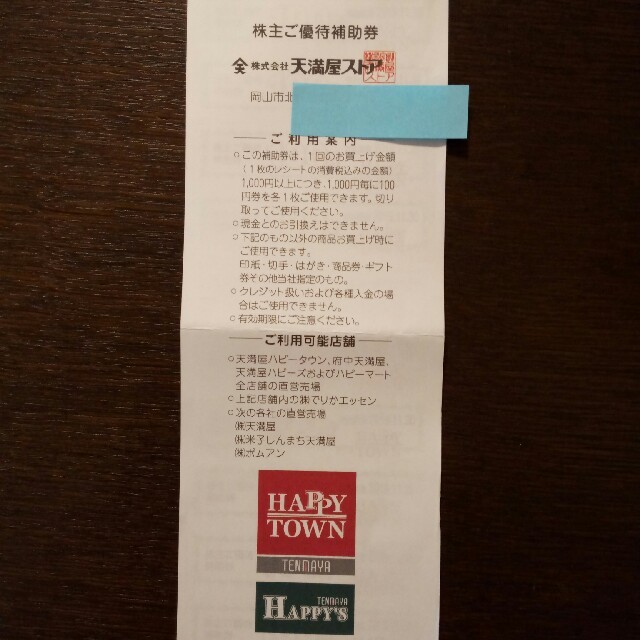 株主ご優待補助券
株式会社 天満屋ストア
岡山市北
ご利用案内
○この補助券は、1回のお買上げ金額
(1枚のレシートの消費税込みの金額)
1,000円以上につき、1,000円毎に100
円券を各1枚ご使用できます。切り
取ってご使用ください。
○現金とのお引換えはできません。
○下記のもの以外の商品お買上げ時に
ご使用できます。
印紙・切手・はがき・商品券・ギフト
券その他当社指定のもの。
○クレジット扱いおよび各種入金の場
合はご使用できません。
○有効期限にご注意ください。
ご利用可能店舗
○天満屋ハピータウン、府中天満屋、
天満屋ハピーズおよびハピーマート
全店舗の直営売場
○上記店舗内の㈱でりかエッセン
○次の各社の直営売場
㈱天満屋
㈱米子しんまち天満屋
㈱ポムアン
HAPPY
TOWN
TENMAYA
TENMAYA
HAPPY'S